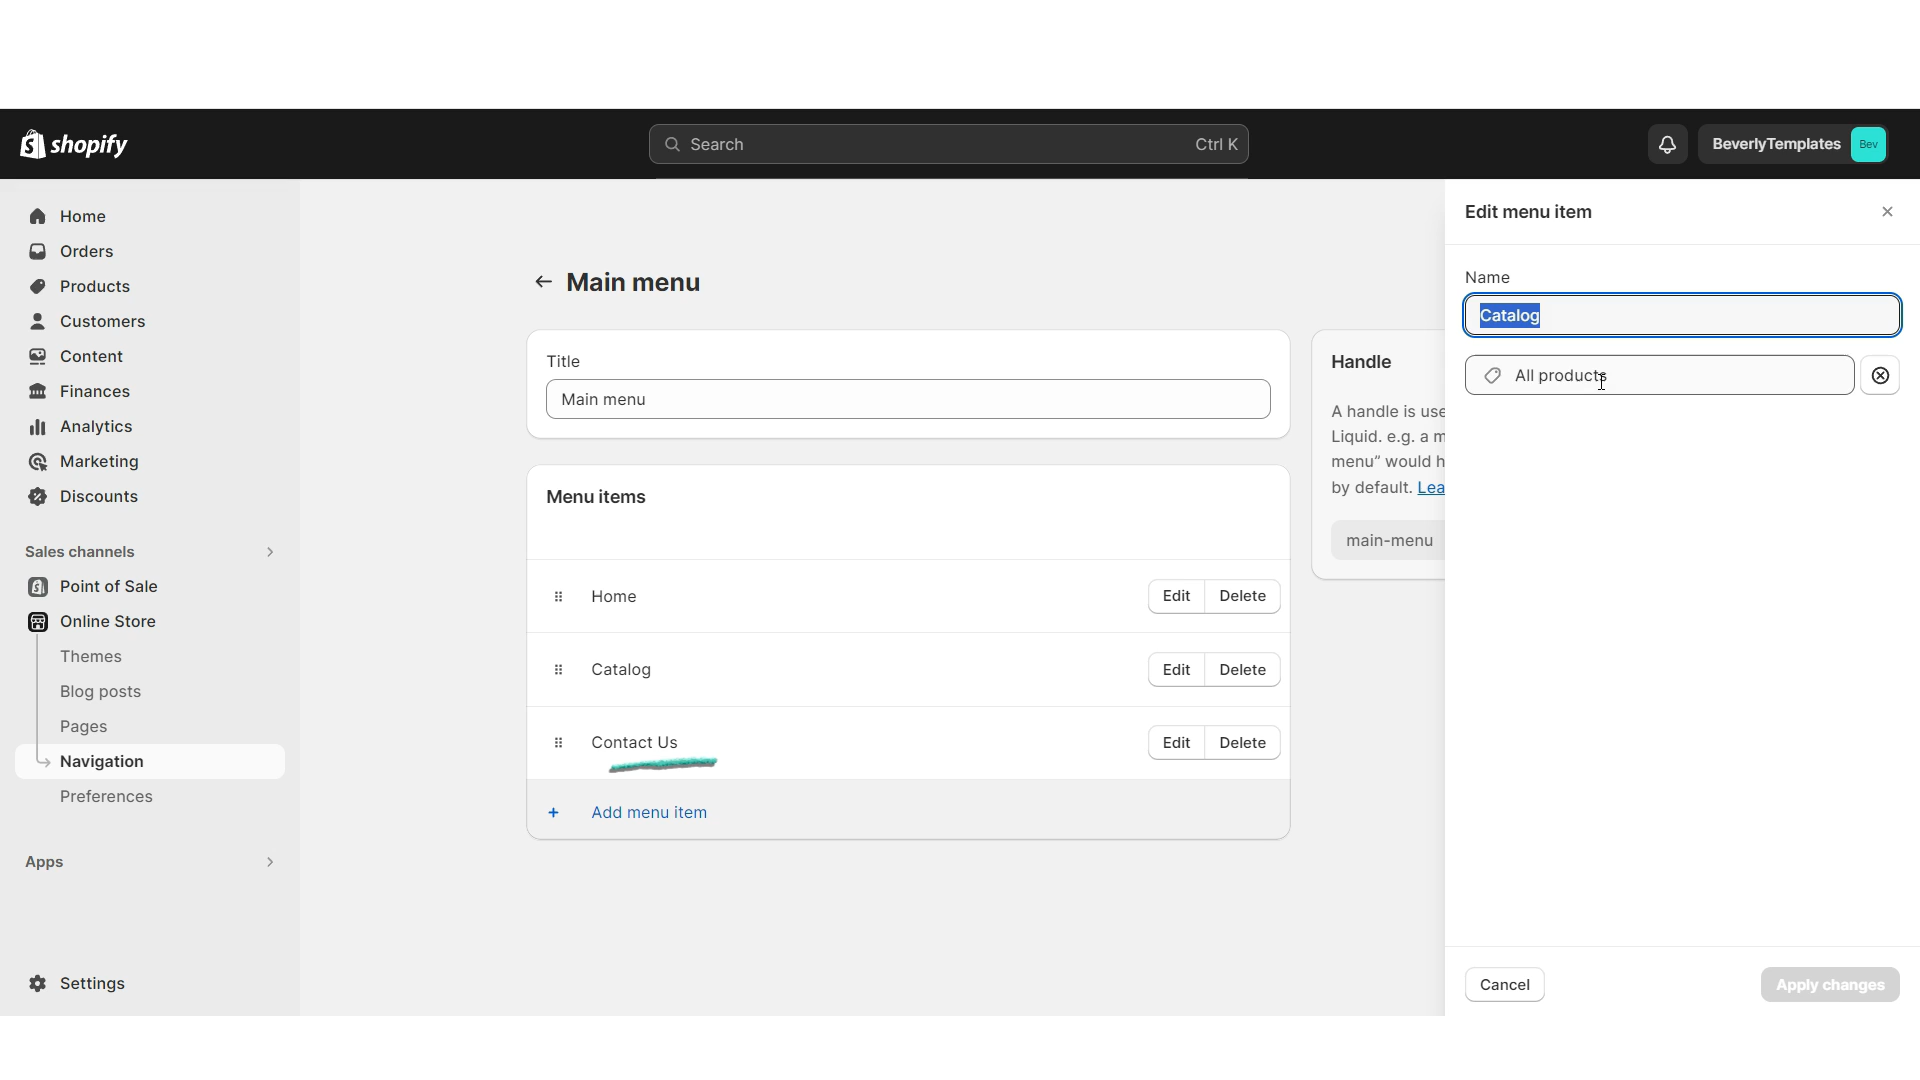 shopify
Search
Ctrl K
BeverlyTemplates
Bev
Home
Orders
Products
Customers
Content
Finances
Analytics
Marketing
Discounts
Sales channels
Point of Sale
Online Store
Themes
Blog posts
Pages
Navigation
Preferences
Apps
Settings
Main menu
Title
Main menu
Menu items
Home
Edit
Delete
Catalog
Edit
Delete
Contact Us
Edit
Delete
+ Add menu item
Handle
A handle is use
Liquid. e.g. a m
menu” would h
by default. Lea
main-menu
Edit menu item
Name
Catalog
All products
Cancel
Apply changes